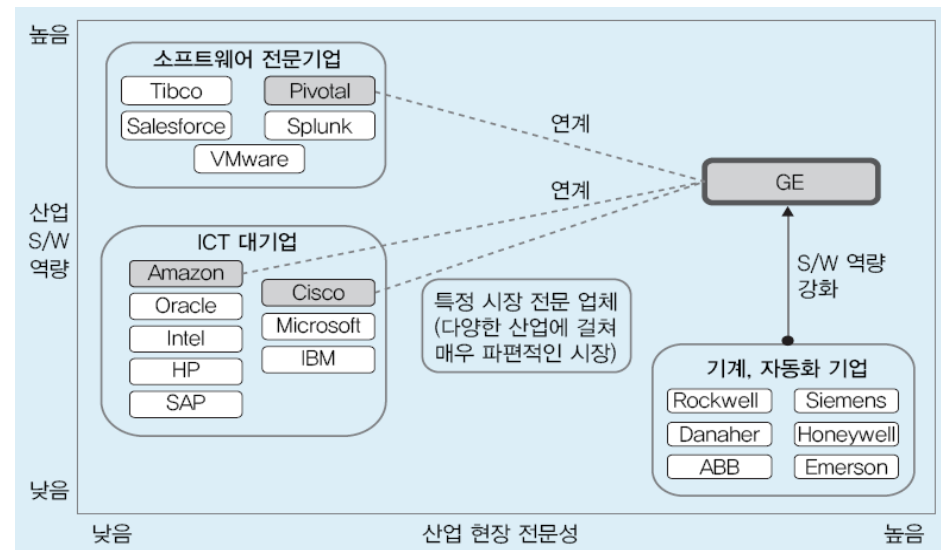 높음
소프트웨어 전문기업
Tibco
Pivotal
Salesforce
Splunk
VMware
연계
GE
연계
산업
S/W
역량
ICT 대기업
Amazon
Cisco
Oracle
Microsoft
Intel
IBM
HP
SAP
특정 시장 전문 업체
(다양한 산업에 걸쳐
매우 파편적인 시장)
S/W 역량
강화
기계, 자동화 기업
Rockwell
Siemens
Danaher
Honeywell
ABB
Emerson
낮음
낮음
산업 현장 전문성
높음